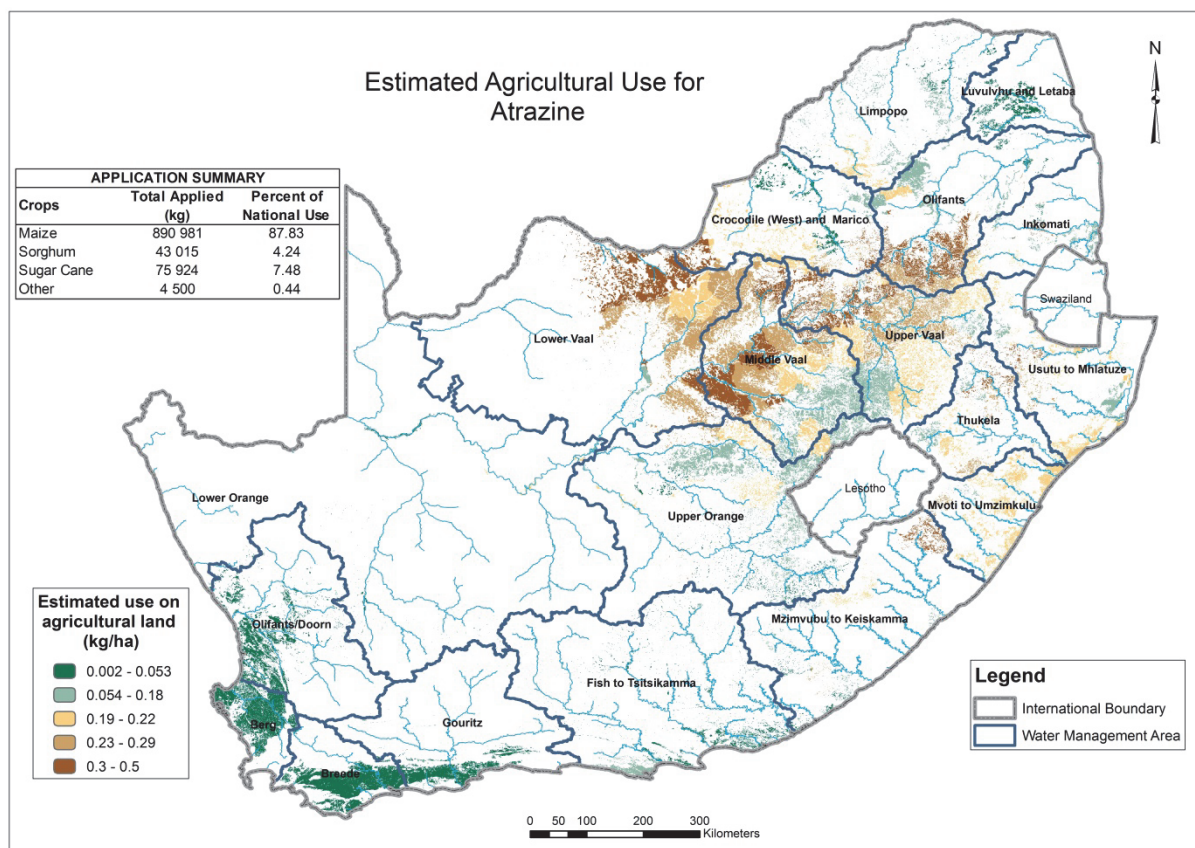 Estimated Agricultural Use for
Atrazine
N
APPLICATION SUMMARY
Crops Total Applied (kg) Percent of National Use
Maize 890 981 87.83
Sorghum 43 015 4.24
Sugar Cane 75 924 7.48
Other 4 500 0.44
Luvulvhu and Letaba
Limpopo
Olifants
Crocodile (West) and Marico
Inkomati
Swaziland
Lower Vaal
Upper Vaal
Middle Vaal
Usutu to Mhlatuze
Thukela
Lesotho
Lower Orange
Mvoti to Umzimkulu
Upper Orange
Mzimvubu to Keiskamma
Olifants/Doorn
Fish to Tsitsikamma
Gouritz
Berg
Breede
Estimated use on
agricultural land
(kg/ha)
0.002 - 0.053
0.054 - 0.18
0.19 - 0.22
0.23 - 0.29
0.3 - 0.5
Legend
International Boundary
Water Management Area
0 50 100 200 300
Kilometers